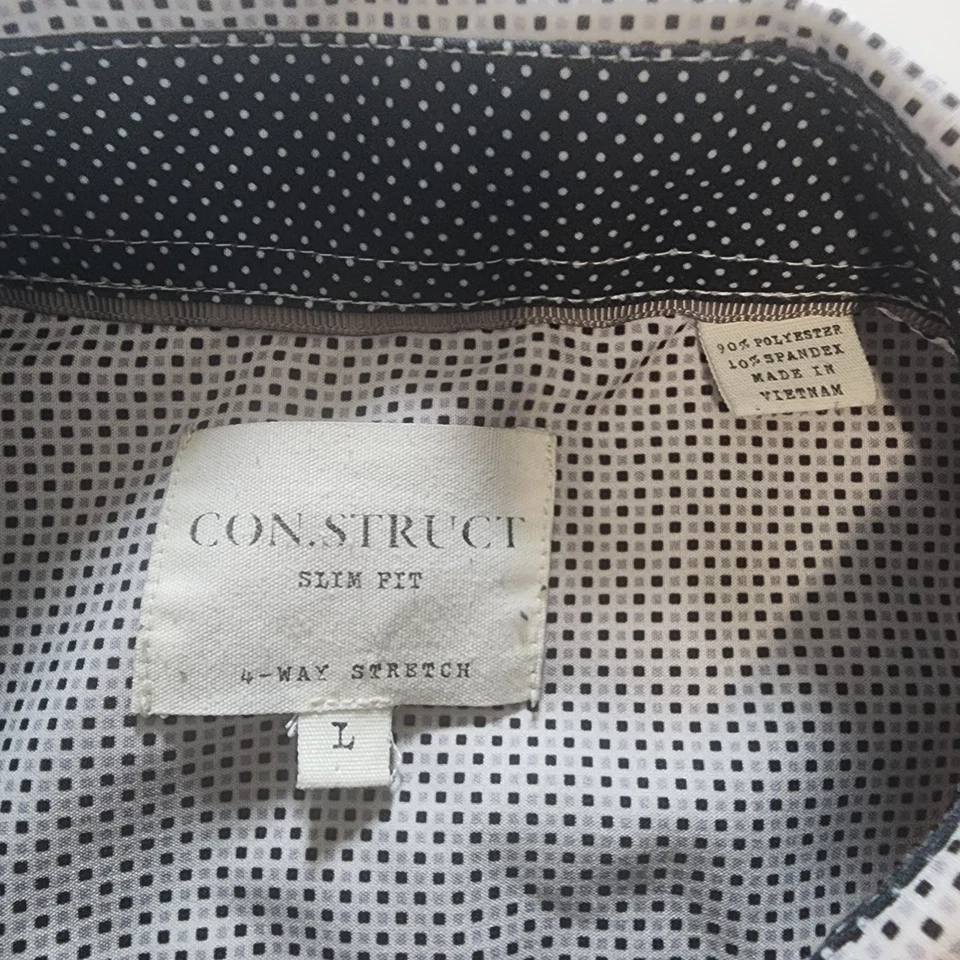 90% POLYESTER
10% SPANDEX
MADE IN
VIETNAM
CON.STRUCT
SLIM FIT
4-WAY STRETCH
L